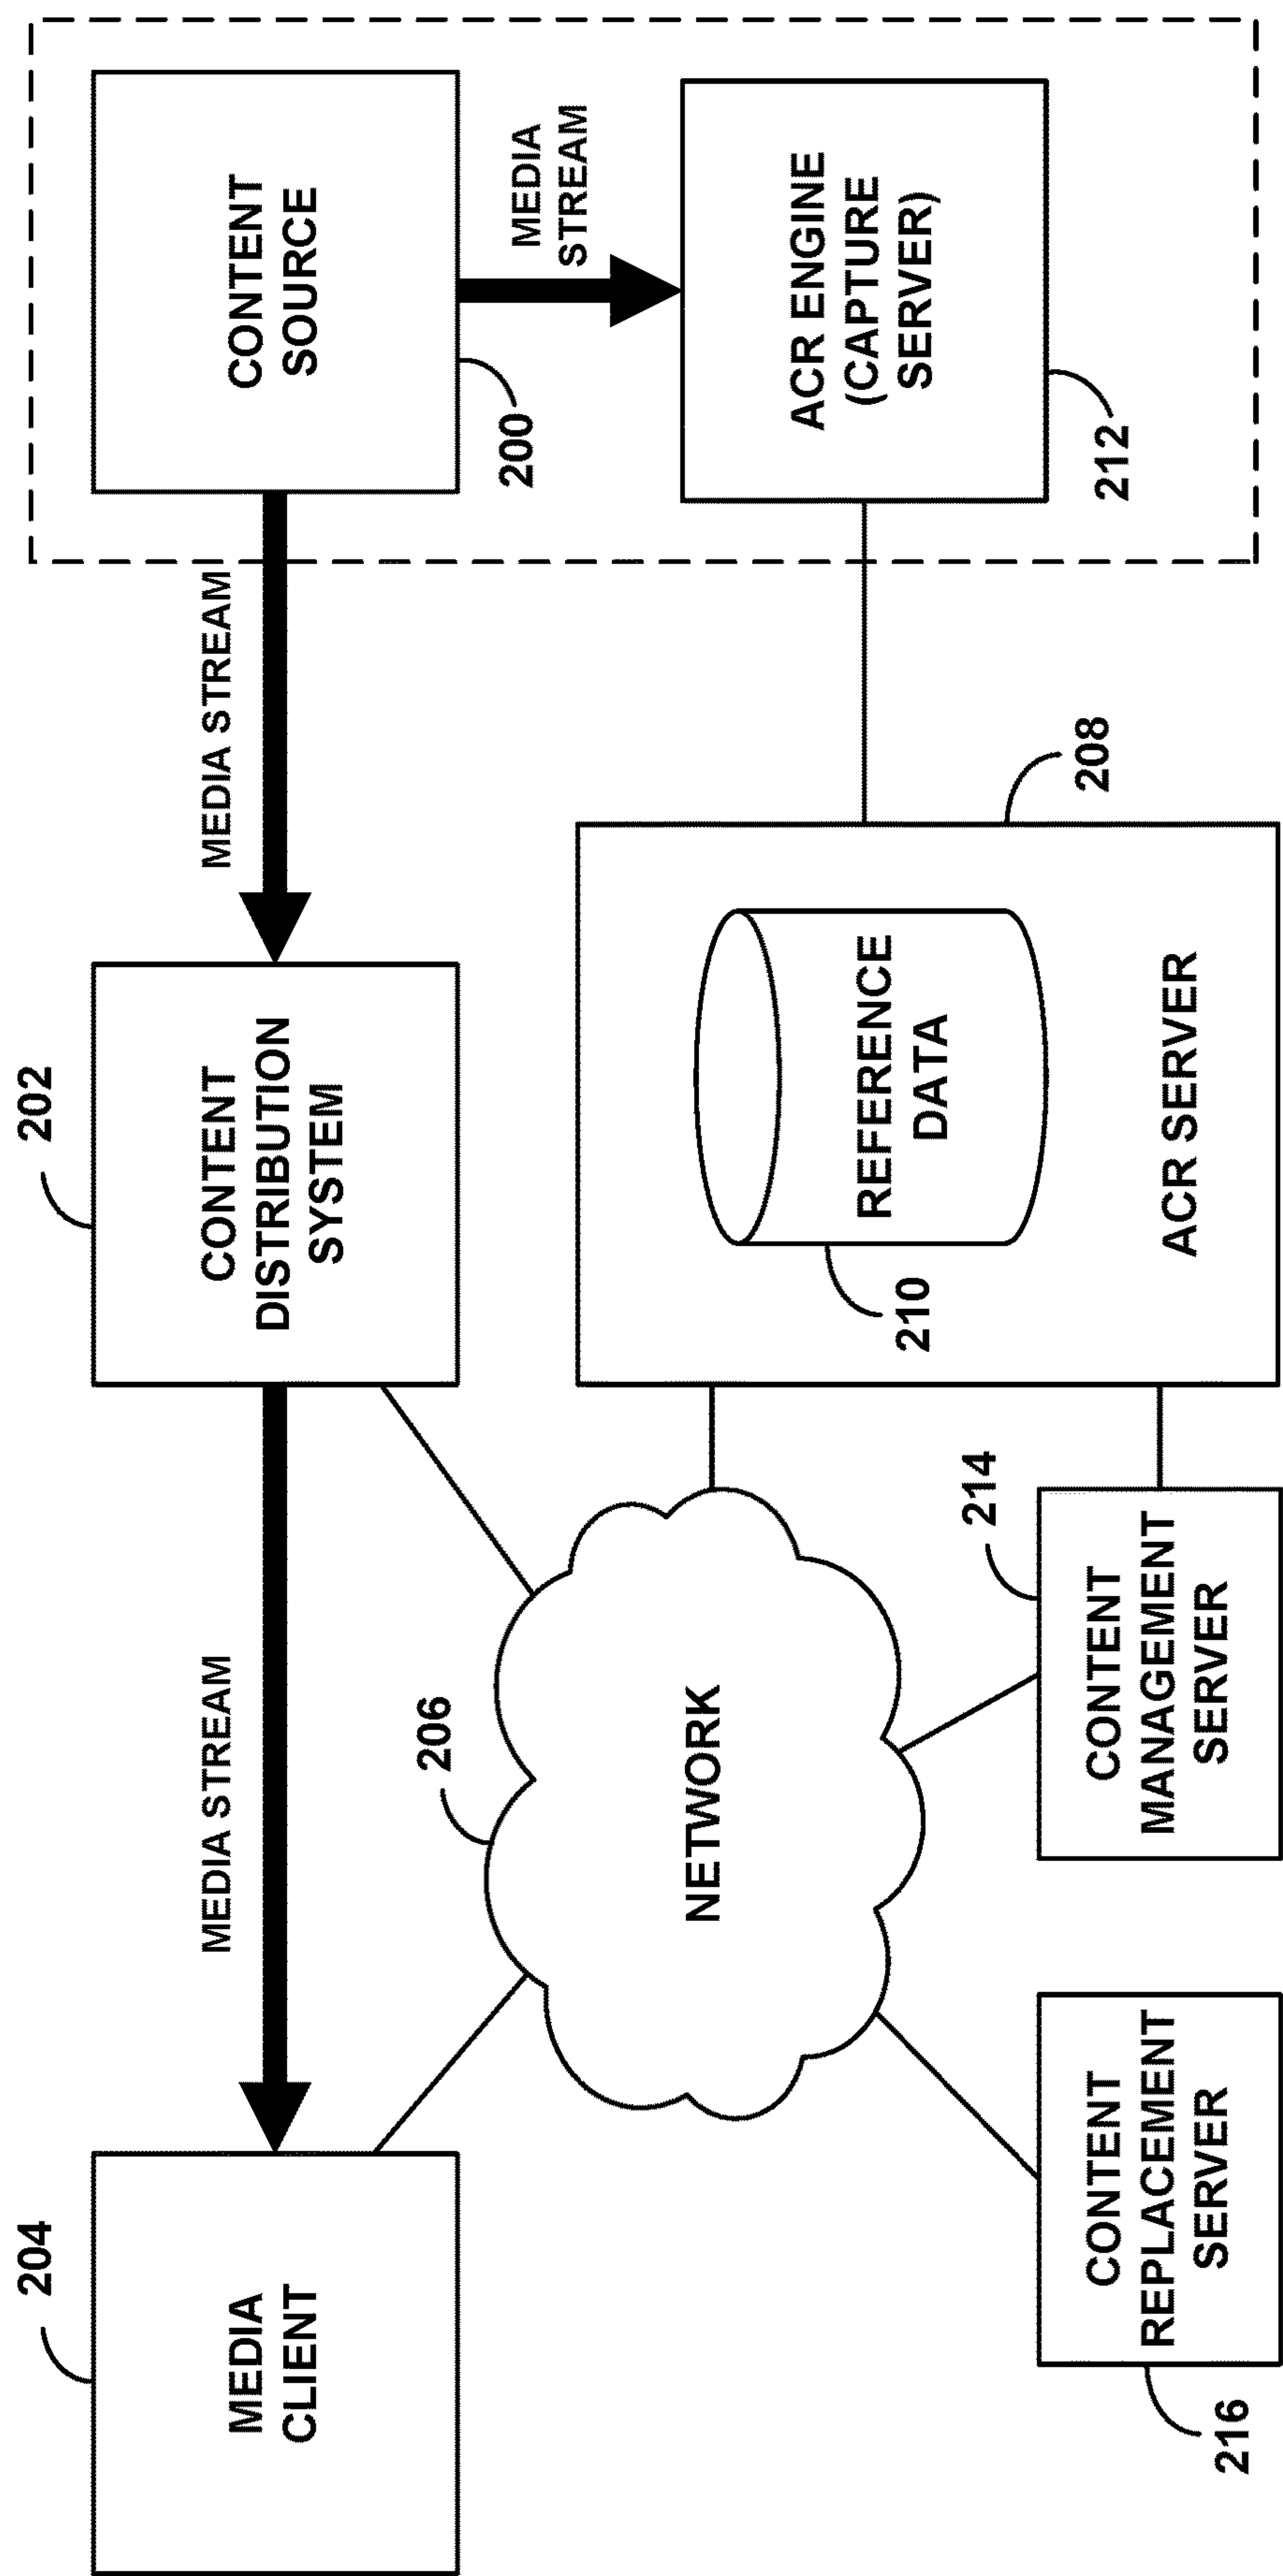 204
MEDIA
CLIENT
MEDIA STREAM
202
CONTENT
DISTRIBUTION
SYSTEM
MEDIA STREAM
CONTENT
SOURCE
200
MEDIA
STREAM
206
NETWORK
210
REFERENCE
DATA
ACR SERVER
208
ACR ENGINE
(CAPTURE
SERVER)
212
216
CONTENT
REPLACEMENT
SERVER
214
CONTENT
MANAGEMENT
SERVER